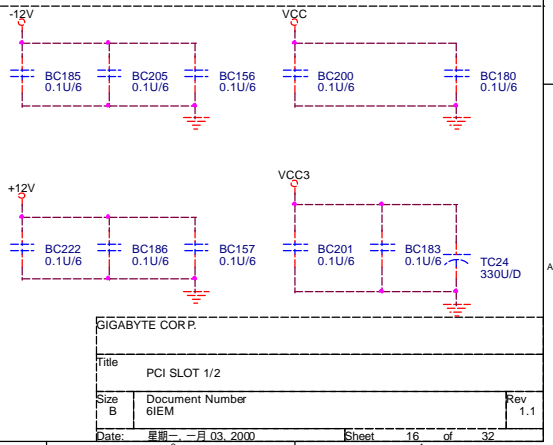 -12V
VCC
BC185
0.1U/6
BC205
0.1U/6
BC156
0.1U/6
BC200
0.1U/6
BC180
0.1U/6
+12V
VCC3
BC222
0.1U/6
BC186
0.1U/6
BC157
0.1U/6
BC201
0.1U/6
BC183
0.1U/6
TC24
330U/D
A
GIGABYTE CORP.
Title
PCI SLOT 1/2
Size
B
Document Number
6IEM
Rev
1.1
Date: 星期一, 一月 03, 2000
Sheet 16 of 32